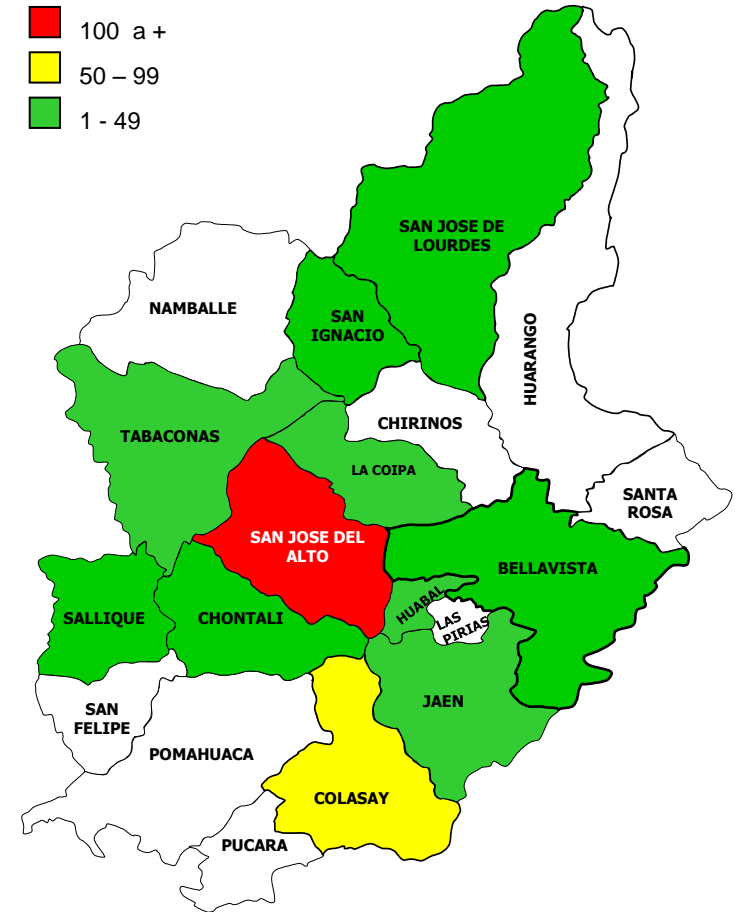 100 a +
50 – 99
1 - 49
SAN JOSE DE
LOURDES
NAMBALLE
SAN
IGNACIO
HUARANGO
CHIRINOS
TABACONAS
LA COIPA
SANTA
ROSA
SAN JOSE DEL
ALTO
BELLAVISTA
HUABAL
LAS
PIRIAS
SALLIQUE
CHONTALI
JAEN
SAN
FELIPE
POMAHUACA
COLASAY
PUCARA